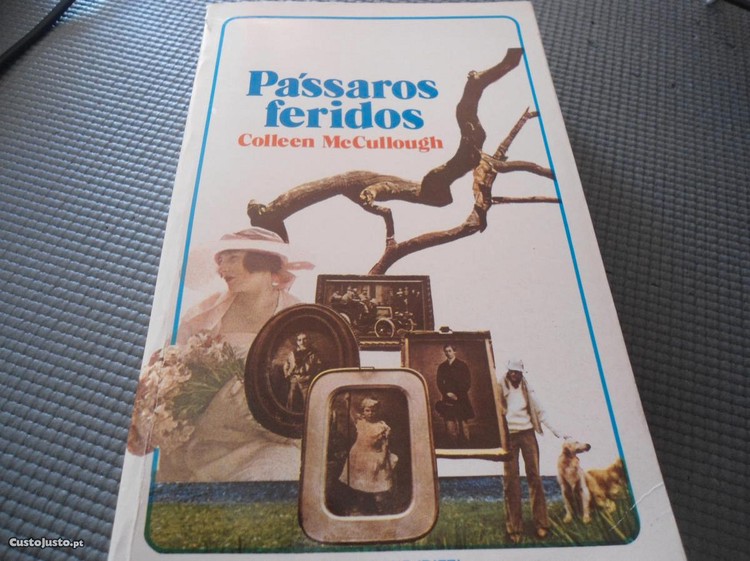 Pássaros
feridos
Colleen McCullough
CustoJusto.pt